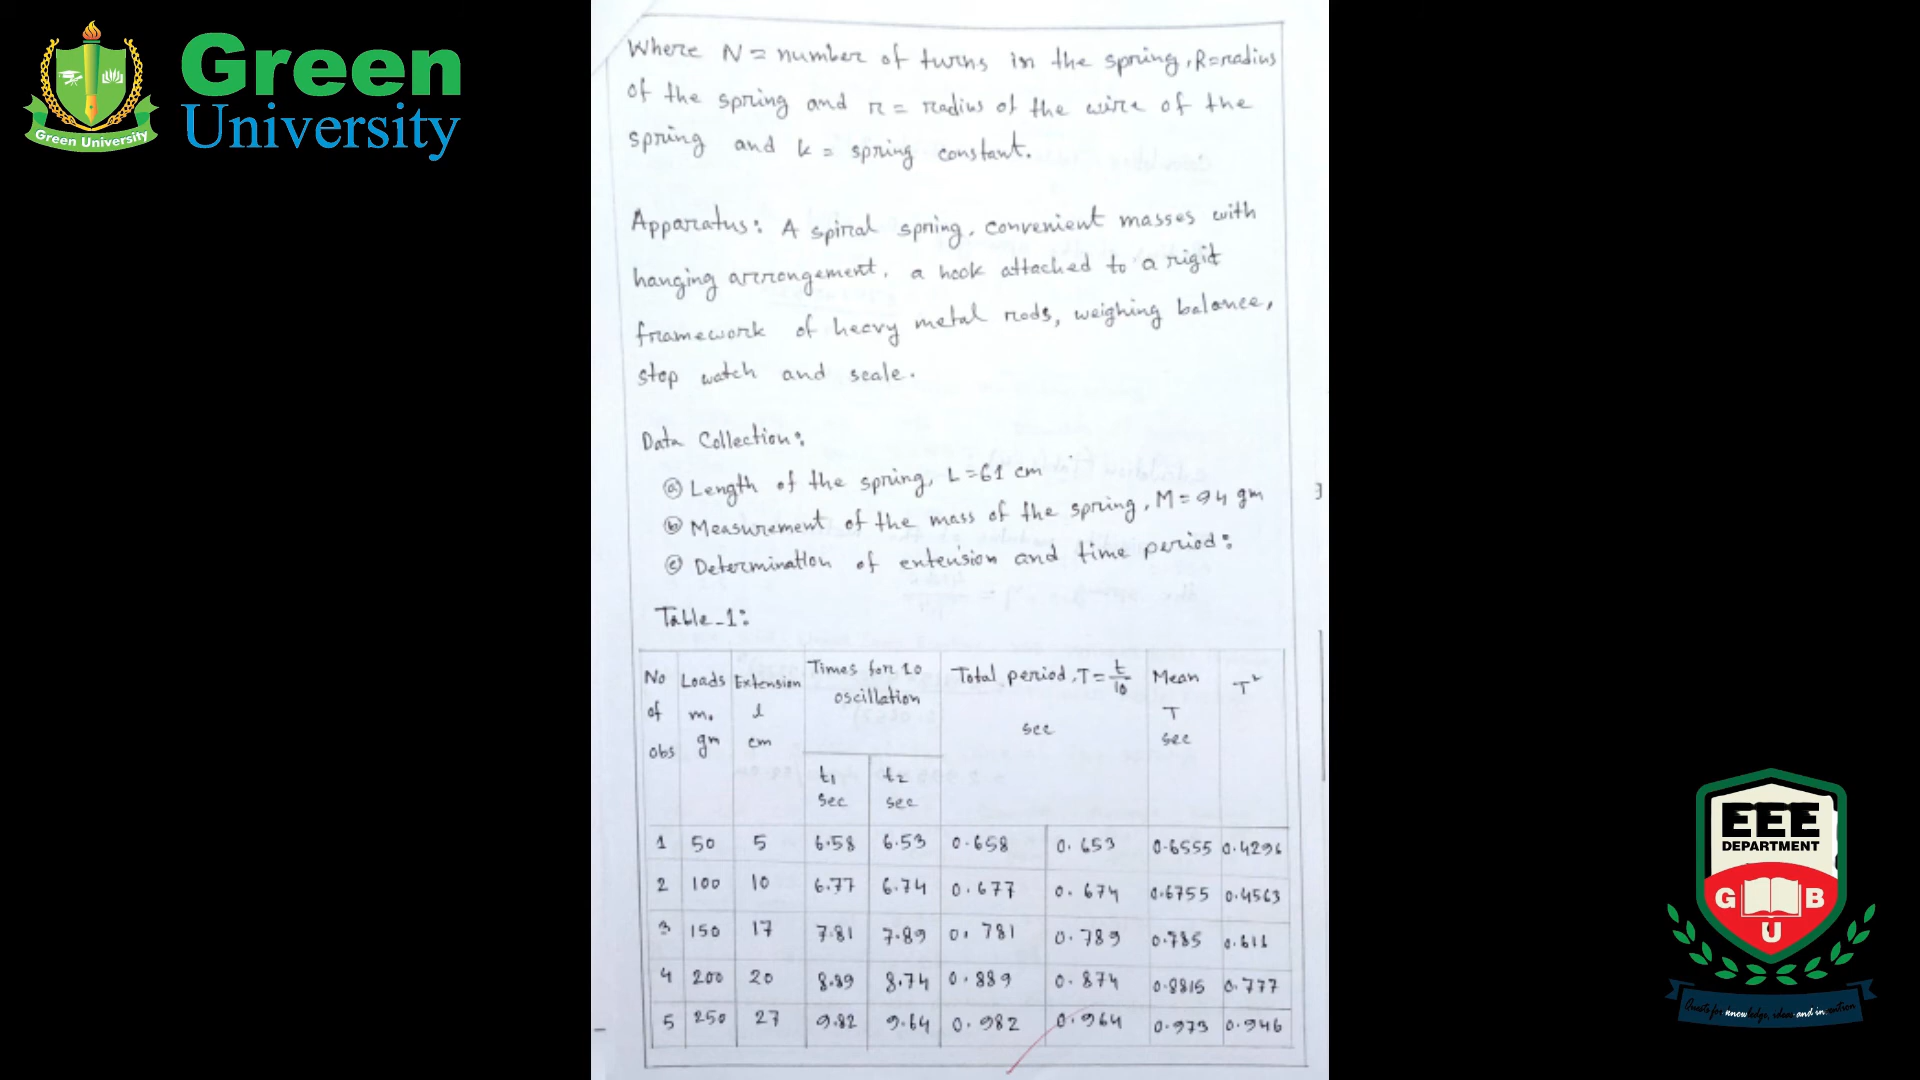 Green
University
Green University
Where N = number of turns in the spring, R = radius
of the spring and r = radius of the wire of the
spring and k = spring constant.
Apparatus: A spiral spring, convenient masses with
hanging arrrongement, a hook attached to a rigit
framework of heavy metal rods, weighing balance,
stop watch and scale.
Data Collection:
ⓐ Length of the spring, L = 61 cm
ⓑ Measurement of the mass of the spring, M = 94 gm
ⓒ Determination of extension and time period:
Table-1:
No of obs | Loads m. gm | Extension l cm | Times for 10 oscillation | Total period, T = t/10 sec | Mean T sec | T²
t₁ sec | t₂ sec
1 | 50 | 5 | 6.58 | 6.53 | 0.658 | 0.653 | 0.6555 | 0.4296
2 | 100 | 10 | 6.77 | 6.74 | 0.677 | 0.674 | 0.6755 | 0.4563
3 | 150 | 17 | 7.81 | 7.89 | 0.781 | 0.789 | 0.785 | 0.616
4 | 200 | 20 | 8.89 | 8.74 | 0.889 | 0.874 | 0.8815 | 0.777
5 | 250 | 27 | 9.82 | 9.64 | 0.982 | 0.964 | 0.973 | 0.946
EEE
DEPARTMENT
G U B
Quests for knowledge, ideas and in